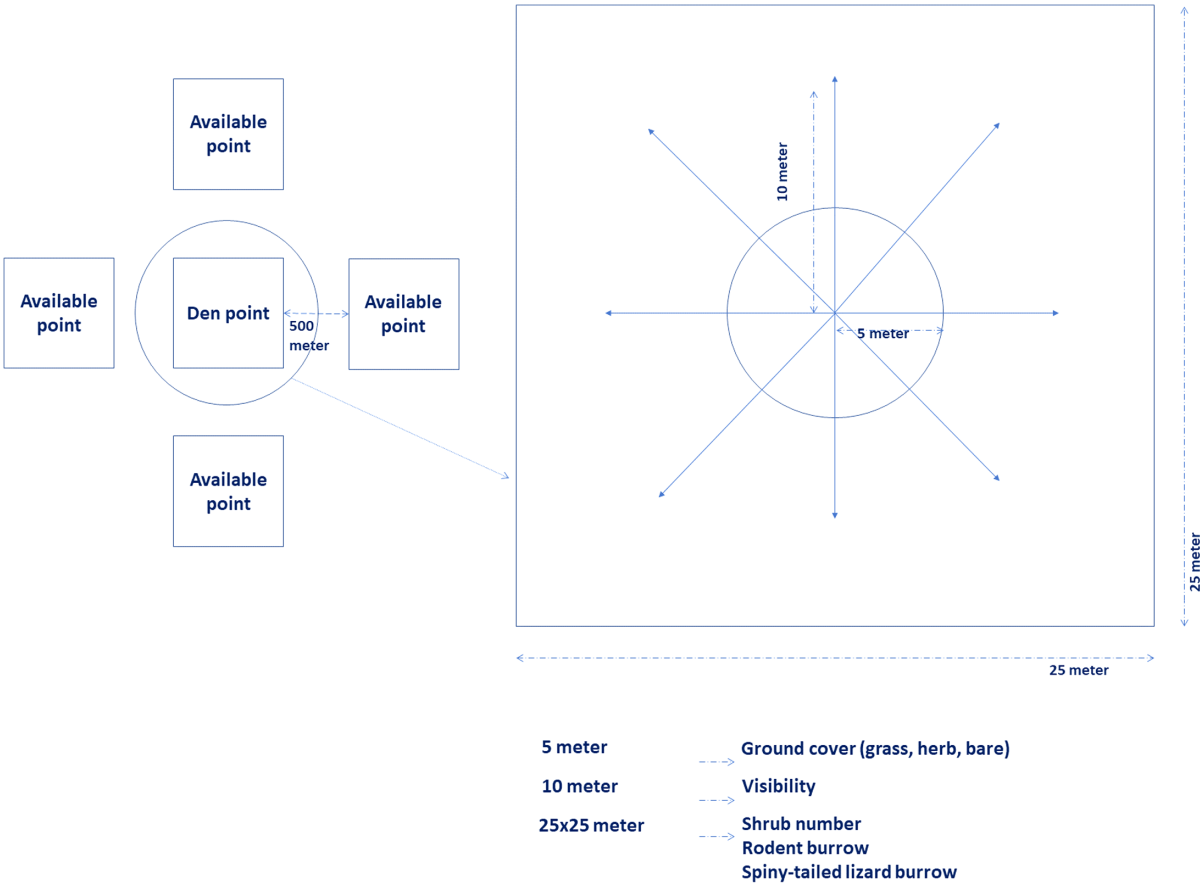 Available
point
Available
point
Den point
500
meter
Available
point
Available
point
10 meter
5 meter
25 meter
25 meter
5 meter
Ground cover (grass, herb, bare)
10 meter
Visibility
25x25 meter
Shrub number
Rodent burrow
Spiny-tailed lizard burrow